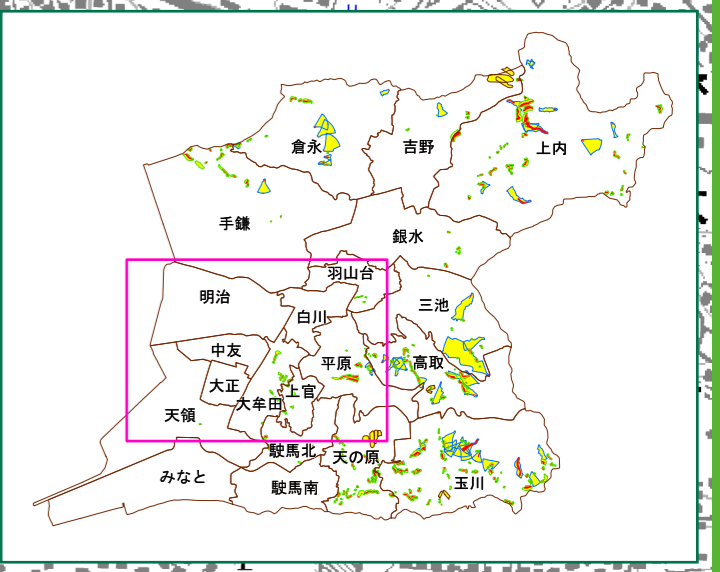 倉永
吉野
上内
手鎌
銀水
羽山台
明治
三池
白川
中友
平原
高取
大正
上官
大牟田
天領
駛馬北
天の原
みなと
駛馬南
玉川